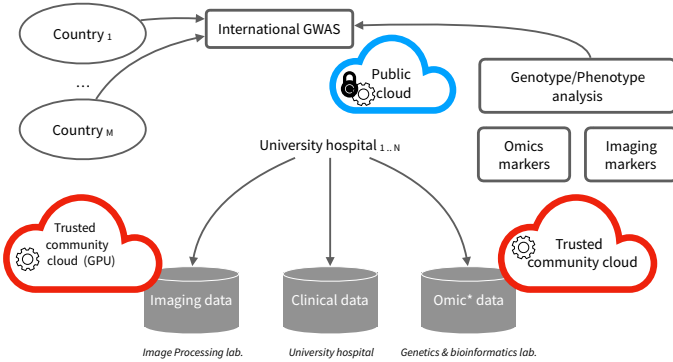 Country 1
International GWAS
...
Country M
Public
cloud
Genotype/Phenotype
analysis
Omics
markers
Imaging
markers
University hospital 1 .. N
Trusted
community
cloud (GPU)
Trusted
community cloud
Imaging data
Clinical data
Omic* data
Image Processing lab.
University hospital
Genetics & bioinformatics lab.